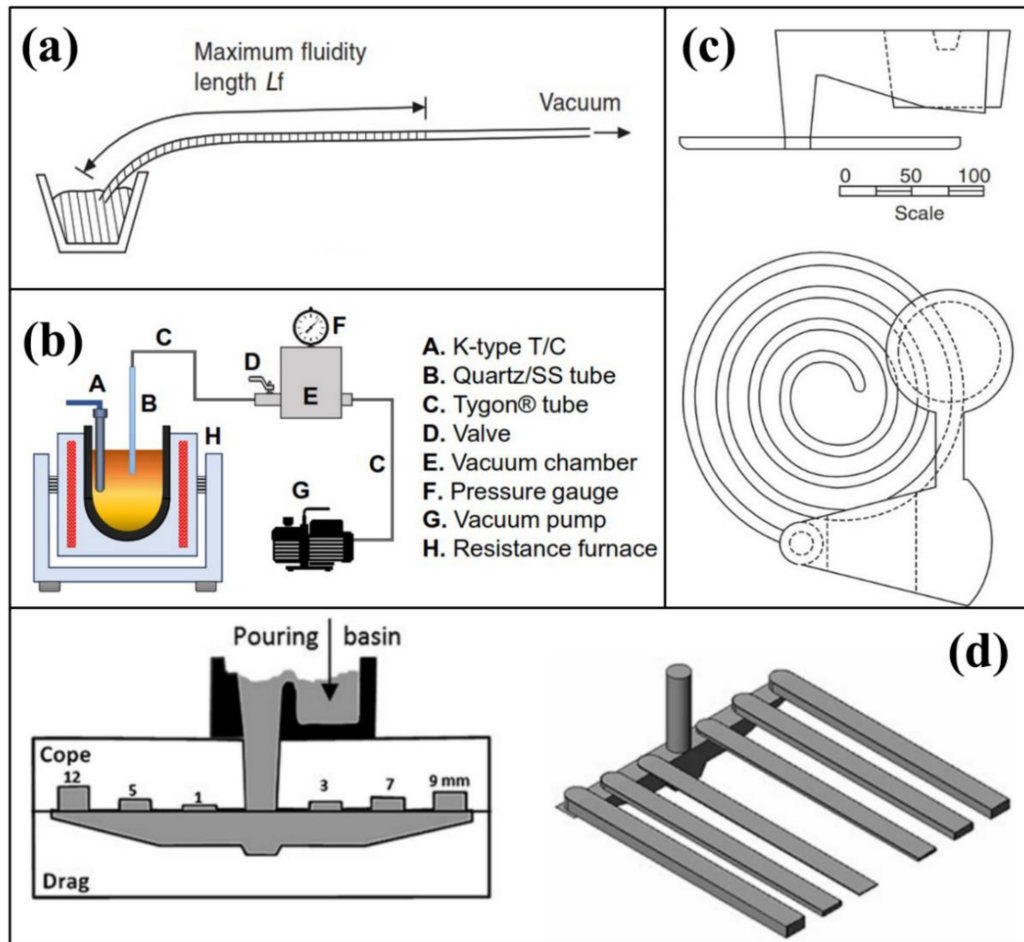 (a)
Maximum fluidity
length Lf
Vacuum
(b)
A
B
C
D
E
F
C
G
H
A. K-type T/C
B. Quartz/SS tube
C. Tygon® tube
D. Valve
E. Vacuum chamber
F. Pressure gauge
G. Vacuum pump
H. Resistance furnace
(c)
0 50 100
Scale
Pouring basin
Cope
12 5 1 3 7 9 mm
Drag
(d)